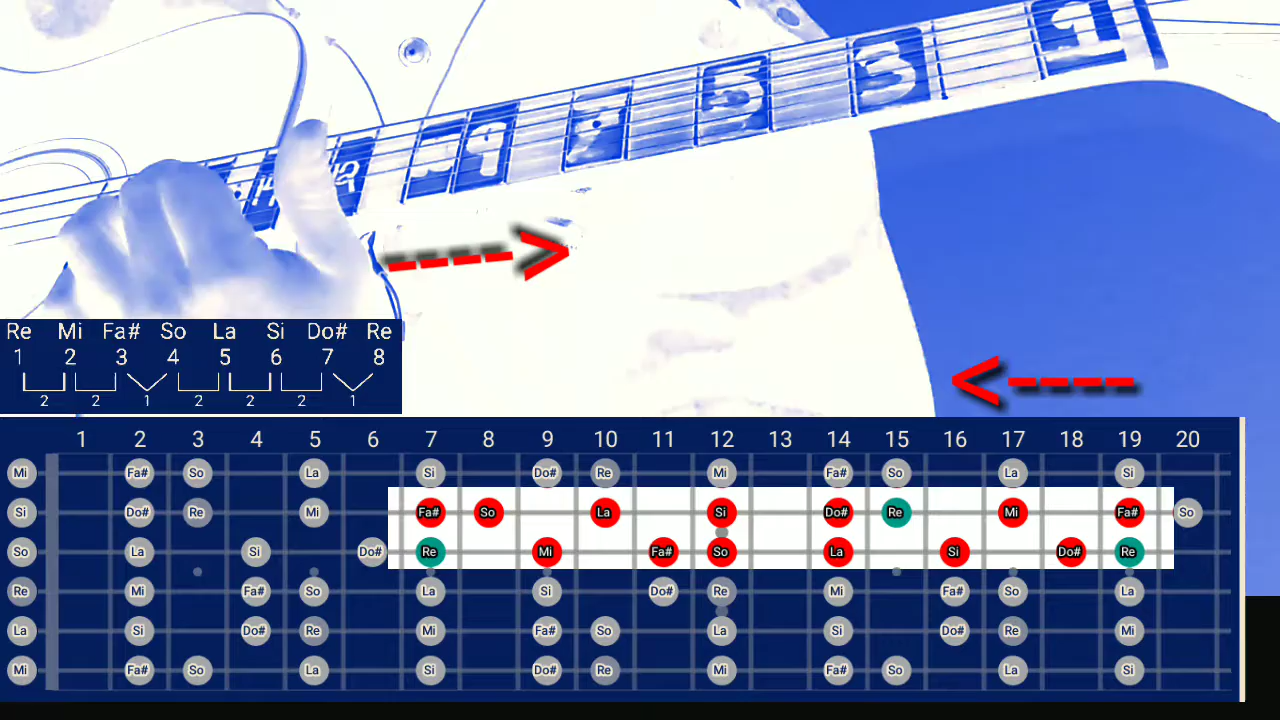 9 7 5 3 1
Re Mi Fa# So La Si Do# Re
1 2 3 4 5 6 7 8
2 2 1 2 2 2 1
1 2 3 4 5 6 7 8 9 10 11 12 13 14 15 16 17 18 19 20
Mi Fa# So La Si Do# Re Mi Fa# So La Si
Si Do# Re Mi Fa# So La Si Do# Re Mi Fa# So
So La Si Do# Re Mi Fa# So La Si Do# Re
Re Mi Fa# So La Si Do# Re Mi Fa# So La
La Si Do# Re Mi Fa# So La Si Do# Re Mi
Mi Fa# So La Si Do# Re Mi Fa# So La Si